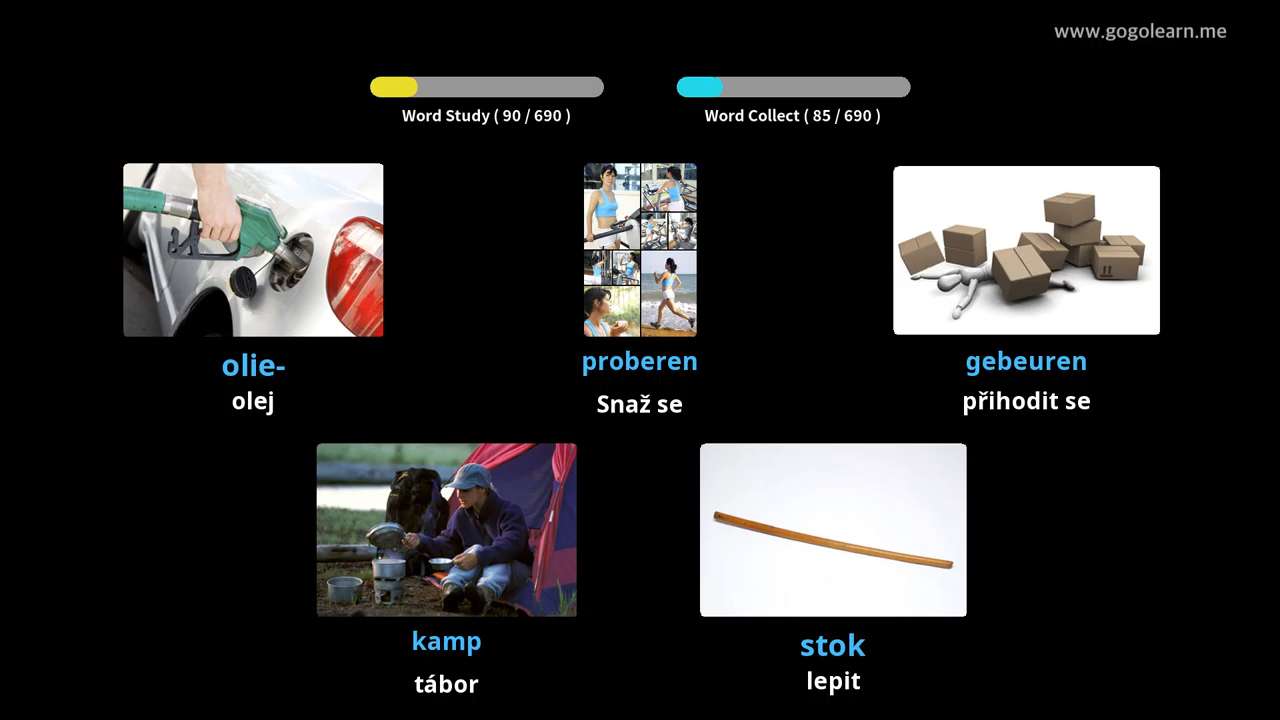 www.gogolearn.me
Word Study ( 90 / 690 )
Word Collect ( 85 / 690 )
olie-
olej
proberen
Snaž se
gebeuren
přihodit se
kamp
tábor
stok
lepit